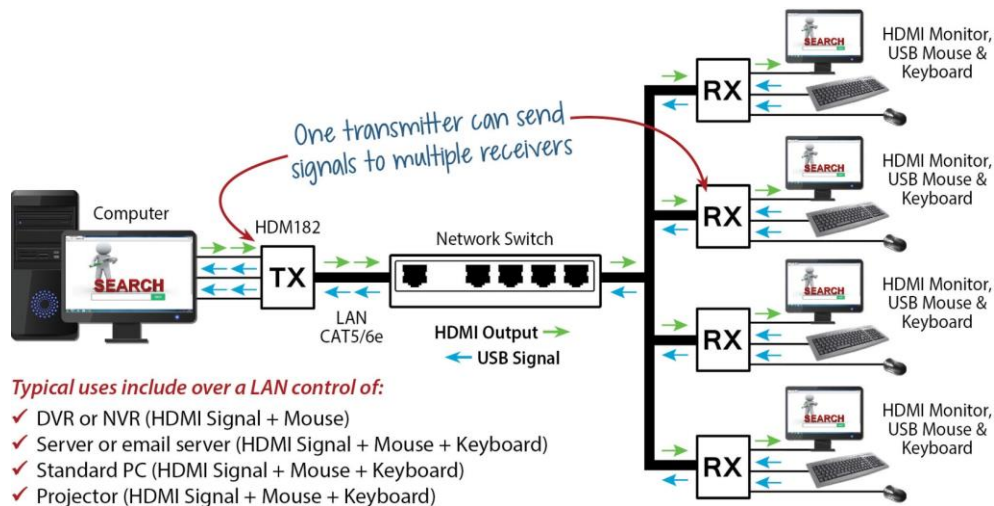 One transmitter can send
signals to multiple receivers
Computer
SEARCH
HDM182
TX
LAN
CAT5/6e
Network Switch
HDMI Output
USB Signal
RX
SEARCH
HDMI Monitor,
USB Mouse &
Keyboard
RX
SEARCH
HDMI Monitor,
USB Mouse &
Keyboard
RX
SEARCH
HDMI Monitor,
USB Mouse &
Keyboard
RX
SEARCH
HDMI Monitor,
USB Mouse &
Keyboard
Typical uses include over a LAN control of:
✓ DVR or NVR (HDMI Signal + Mouse)
✓ Server or email server (HDMI Signal + Mouse + Keyboard)
✓ Standard PC (HDMI Signal + Mouse + Keyboard)
✓ Projector (HDMI Signal + Mouse + Keyboard)